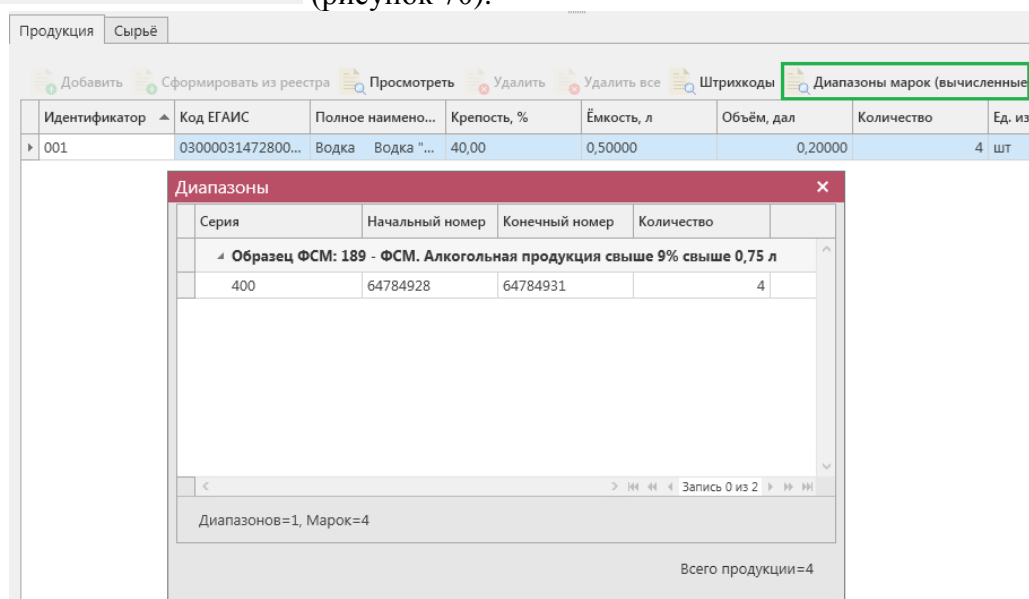 (рисунок 70).
Продукция Сырьё
Добавить Сформировать из реестра Просмотреть Удалить Удалить все Штрихкоды Диапазоны марок (вычисленные
Идентификатор Код ЕГАИС Полное наимено... Крепость, % Ёмкость, л Объём, дал Количество Ед. из
001 03000031472800... Водка Водка "... 40,00 0,50000 0,20000 4 шт
Диапазоны
Серия Начальный номер Конечный номер Количество
Образец ФСМ: 189 - ФСМ. Алкогольная продукция свыше 9% свыше 0,75 л
400 64784928 64784931 4
Запись 0 из 2
Диапазонов=1, Марок=4
Всего продукции=4